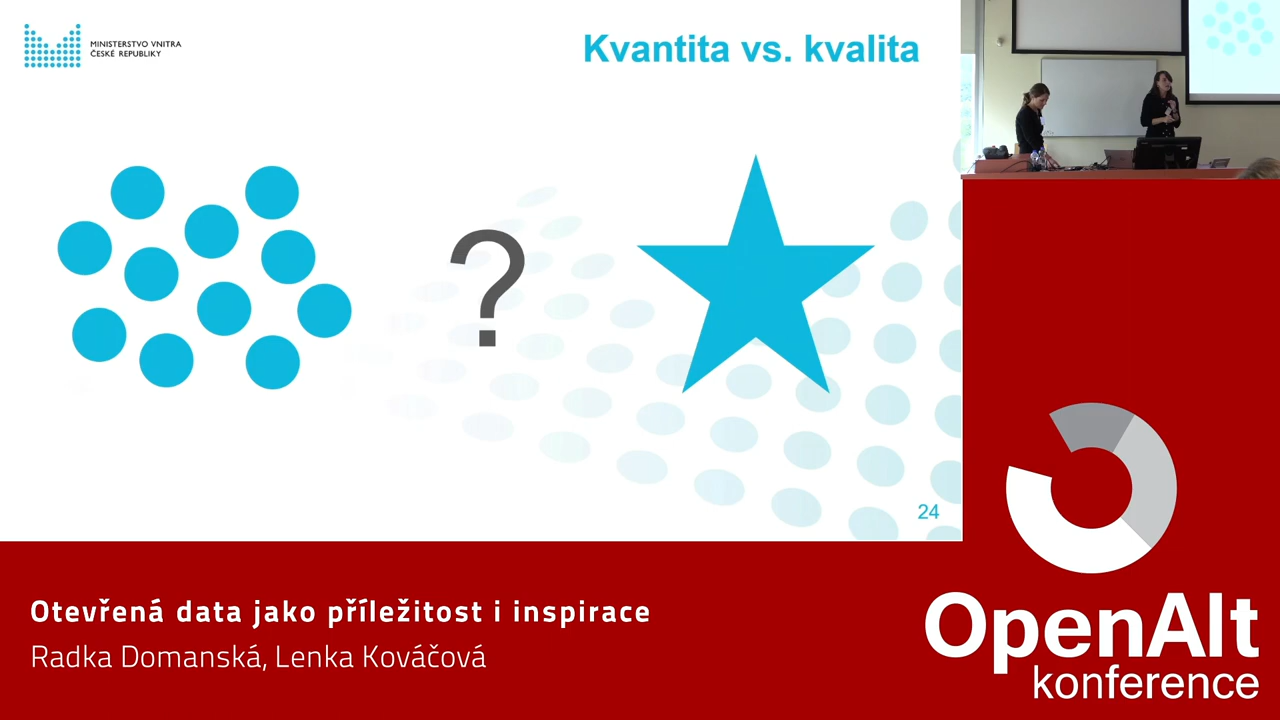 MINISTERSTVO VNITRA
ČESKÉ REPUBLIKY
Kvantita vs. kvalita
?
24
Otevřená data jako příležitost i inspirace
Radka Domanská, Lenka Kováčová
OpenAlt
konference